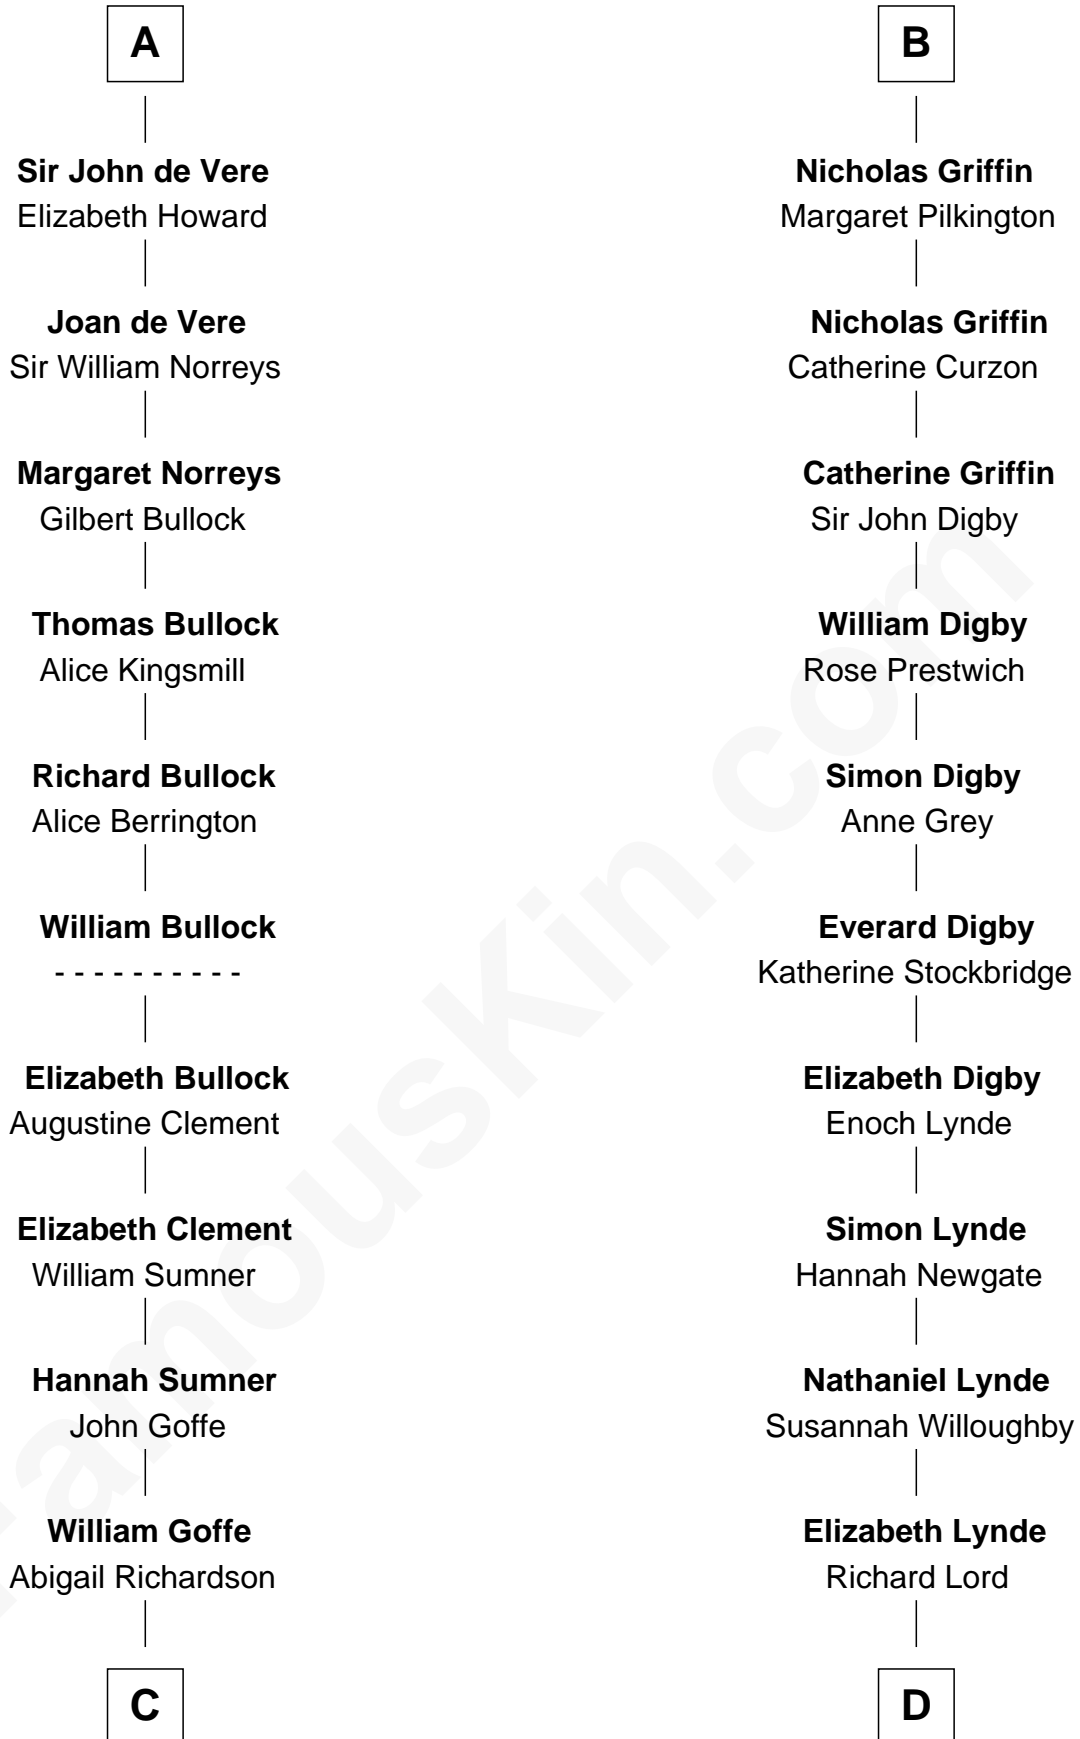 A
Sir John de Vere
Elizabeth Howard
Joan de Vere
Sir William Norreys
Margaret Norreys
Gilbert Bullock
Thomas Bullock
Alice Kingsmill
Richard Bullock
Alice Berrington
William Bullock
- - - - - - - - - -
Elizabeth Bullock
Augustine Clement
Elizabeth Clement
William Sumner
Hannah Sumner
John Goffe
William Goffe
Abigail Richardson
C
B
Nicholas Griffin
Margaret Pilkington
Nicholas Griffin
Catherine Curzon
Catherine Griffin
Sir John Digby
William Digby
Rose Prestwich
Simon Digby
Anne Grey
Everard Digby
Katherine Stockbridge
Elizabeth Digby
Enoch Lynde
Simon Lynde
Hannah Newgate
Nathaniel Lynde
Susannah Willoughby
Elizabeth Lynde
Richard Lord
D
FamousKin.com